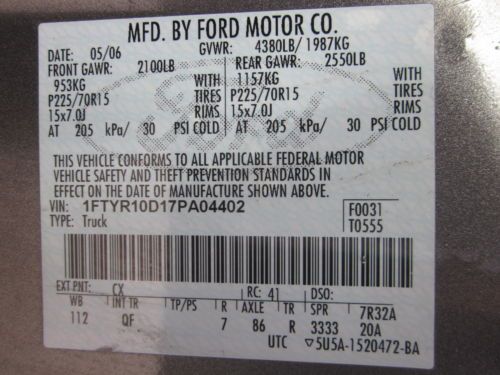 MFD. BY FORD MOTOR CO.
DATE: 05/06 GVWR: 4380LB/ 1987KG
FRONT GAWR: 2100LB REAR GAWR: 2550LB
953KG 1157KG
P225/70R15 TIRES P225/70R15 TIRES
15x7.0J RIMS 15x7.0J RIMS
AT 205 kPa/ 30 PSI COLD AT 205 kPa/ 30 PSI COLD
THIS VEHICLE CONFORMS TO ALL APPLICABLE FEDERAL MOTOR
VEHICLE SAFETY AND THEFT PREVENTION STANDARDS IN
EFFECT ON THE DATE OF MANUFACTURE SHOWN ABOVE.
VIN: 1FTYR10D17PA04402 F0031
TYPE: Truck T0555
EXT PNT: CX RC: 41 DSO:
WB INT TR TP/PS R AXLE TR SPR 7R32A
112 QF 7 86 R 3333 20A
UTC ▽5U5A-1520472-BA
Ford